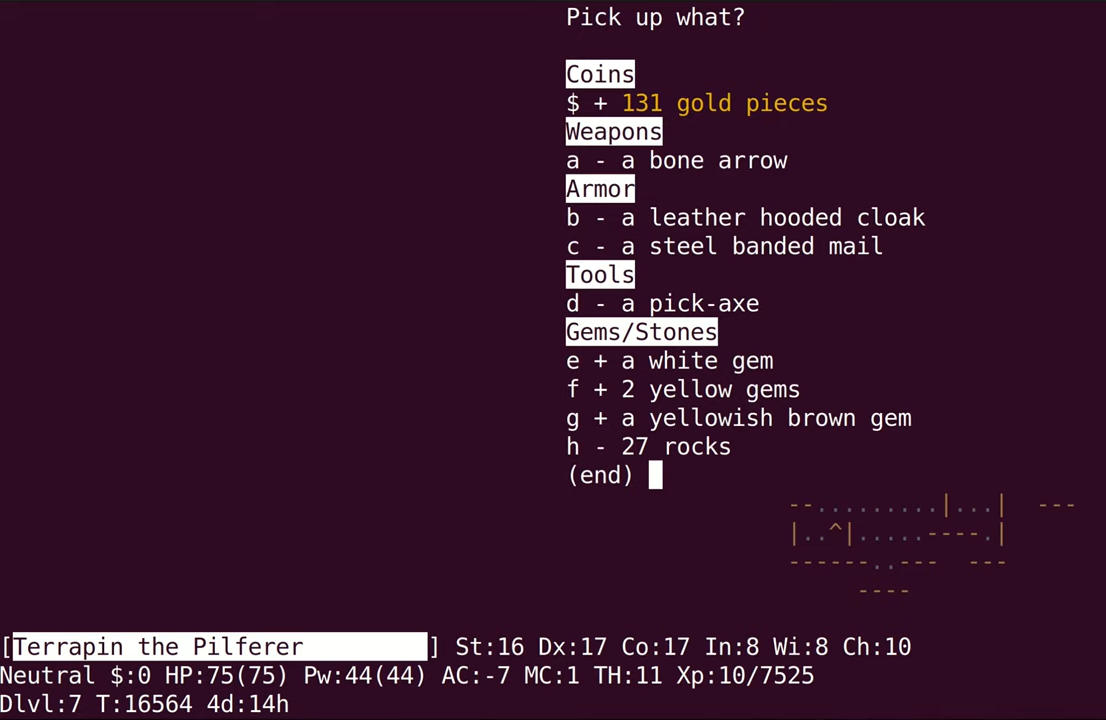 Pick up what?
Coins
$ + 131 gold pieces
Weapons
a - a bone arrow
Armor
b - a leather hooded cloak
c - a steel banded mail
Tools
d - a pick-axe
Gems/Stones
e + a white gem
f + 2 yellow gems
g + a yellowish brown gem
h - 27 rocks
(end)
--.........|...|  ---
|..^|.....----.|
------..---  ---
----
[Terrapin the Pilferer         ] St:16 Dx:17 Co:17 In:8 Wi:8 Ch:10
Neutral $:0 HP:75(75) Pw:44(44) AC:-7 MC:1 TH:11 Xp:10/7525
Dlvl:7 T:16564 4d:14h